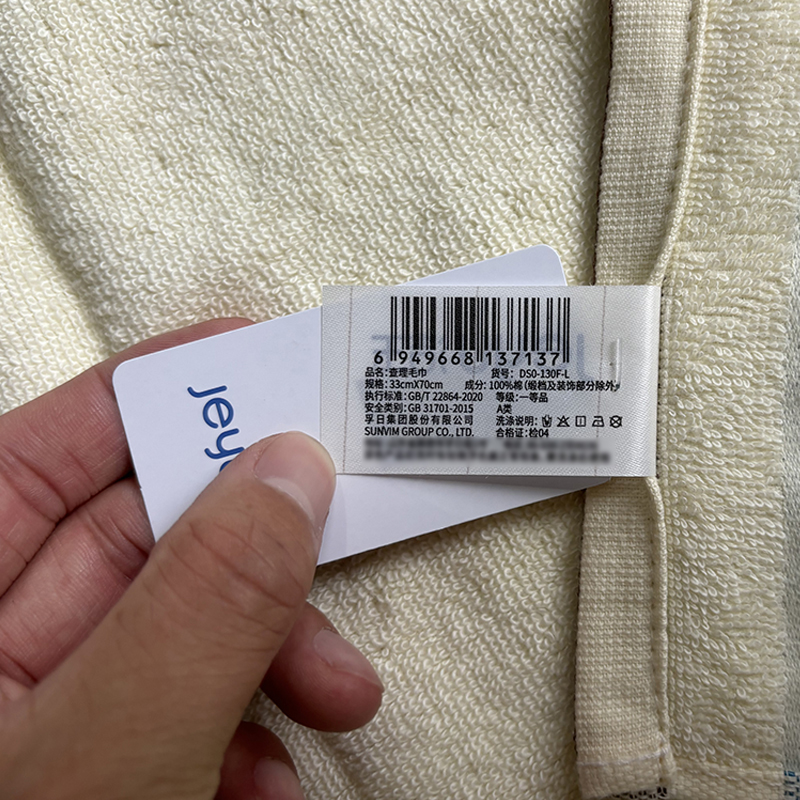 Jey
6 949668 137137
品名:查理毛巾 货号: DS0-130F-L
规格:33cmX70cm 成分: 100%棉(缎档及装饰部分除外)
执行标准:GB/T 22864-2020 等级:一等品
安全类别:GB 31701-2015 A类
孚日集团股份有限公司 洗涤说明:
SUNVIM GROUP CO., LTD. 合格证:检04